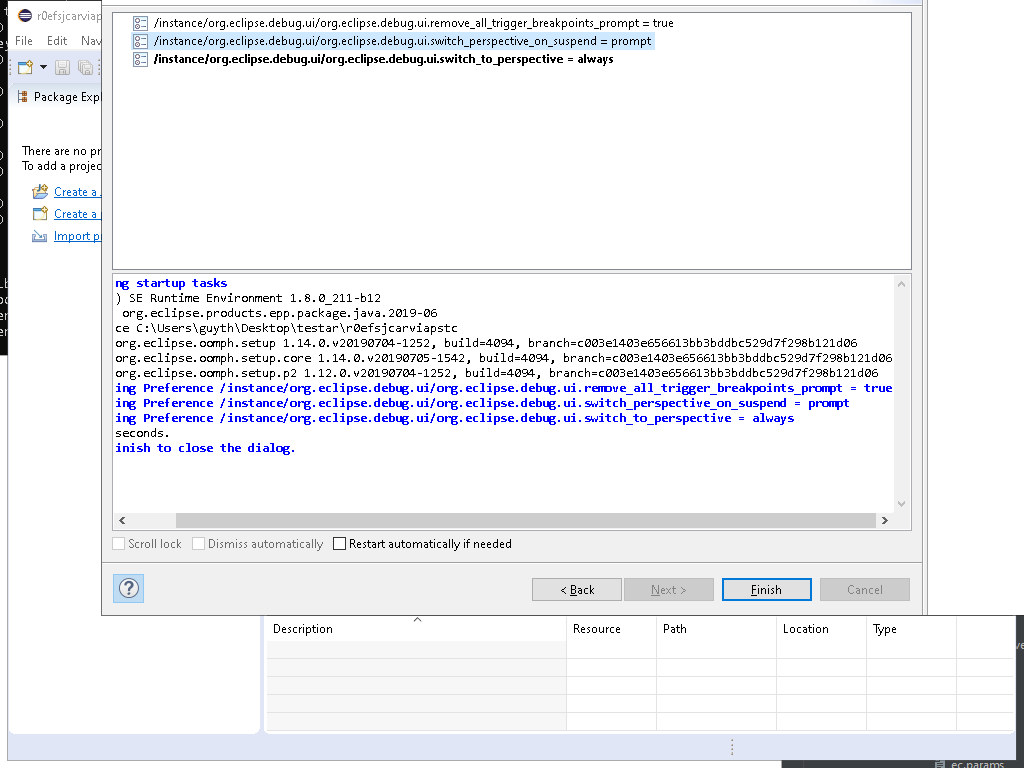 r0efsjcarviap
/instance/org.eclipse.debug.ui/org.eclipse.debug.ui.remove_all_trigger_breakpoints_prompt = true
/instance/org.eclipse.debug.ui/org.eclipse.debug.ui.switch_perspective_on_suspend = prompt
/instance/org.eclipse.debug.ui/org.eclipse.debug.ui.switch_to_perspective = always
File Edit Nav
Package Expl
There are no pr
To add a projec
Create a
Create a
Import p
ng startup tasks
) SE Runtime Environment 1.8.0_211-b12
org.eclipse.products.epp.package.java.2019-06
ce C:\Users\guyth\Desktop\testar\r0efsjcarviapstc
org.eclipse.oomph.setup 1.14.0.v20190704-1252, build=4094, branch=c003e1403e656613bb3bddbc529d7f298b121d06
org.eclipse.oomph.setup.core 1.14.0.v20190705-1542, build=4094, branch=c003e1403e656613bb3bddbc529d7f298b121d06
org.eclipse.oomph.setup.p2 1.12.0.v20190704-1252, build=4094, branch=c003e1403e656613bb3bddbc529d7f298b121d06
ing Preference /instance/org.eclipse.debug.ui/org.eclipse.debug.ui.remove_all_trigger_breakpoints_prompt = true
ing Preference /instance/org.eclipse.debug.ui/org.eclipse.debug.ui.switch_perspective_on_suspend = prompt
ing Preference /instance/org.eclipse.debug.ui/org.eclipse.debug.ui.switch_to_perspective = always
seconds.
inish to close the dialog.
Scroll lock Dismiss automatically Restart automatically if needed
? < Back Next > Finish Cancel
Description Resource Path Location Type
ec.params